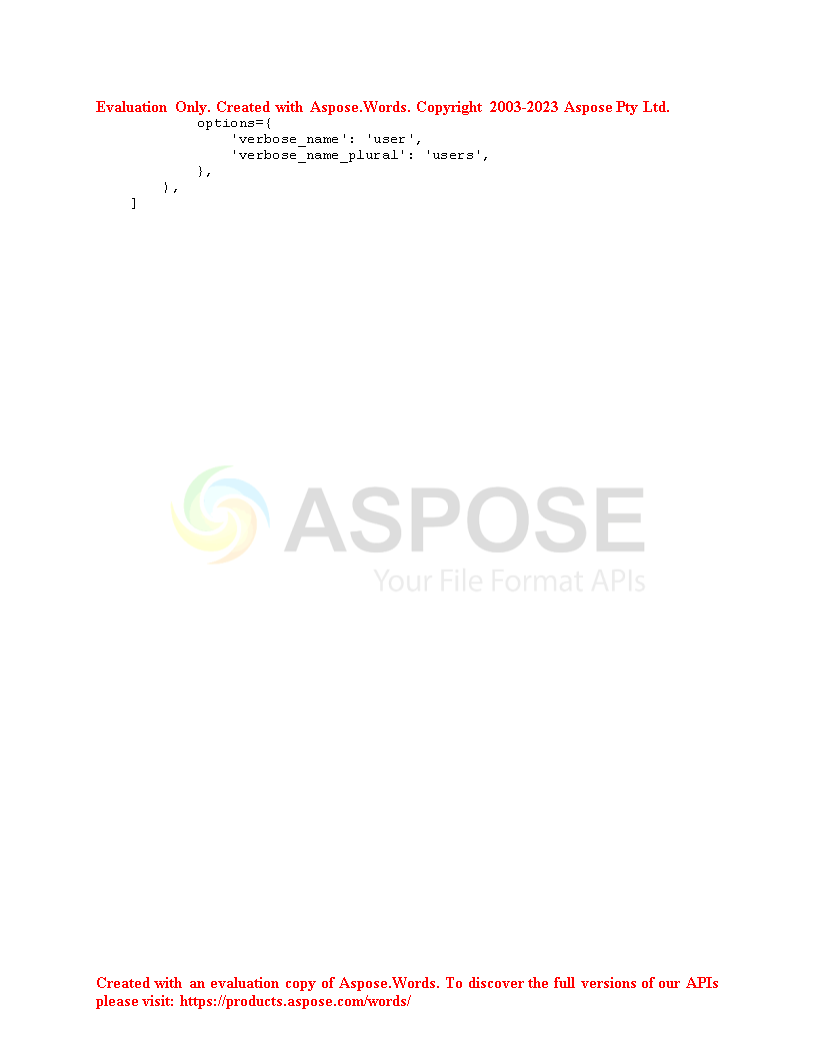 Evaluation Only. Created with Aspose.Words. Copyright 2003-2023 Aspose Pty Ltd.
            options={
                'verbose_name': 'user',
                'verbose_name_plural': 'users',
            },
        ),
    ]
ASPOSE
Your File Format APIs
Created with an evaluation copy of Aspose.Words. To discover the full versions of our APIs
please visit: https://products.aspose.com/words/